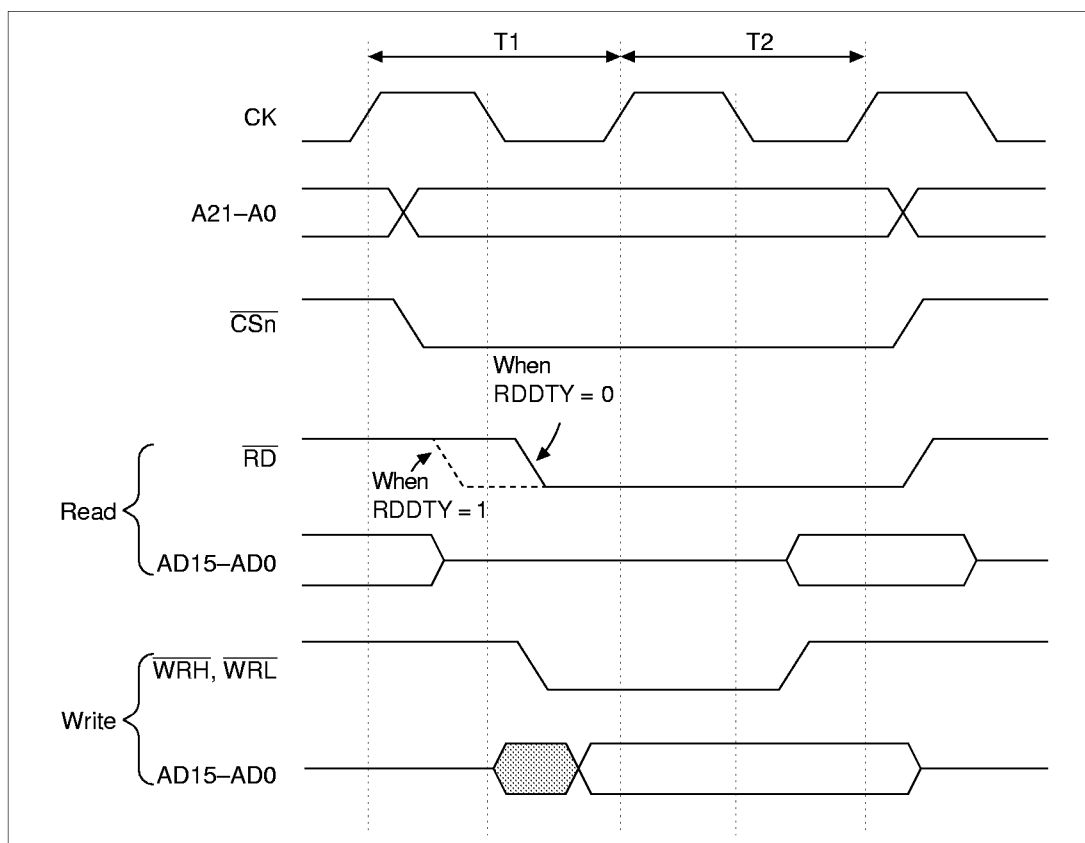 T1 T2
CK
A21–A0
CSn
When
RDDTY = 0
RD
When
RDDTY = 1
Read
AD15–AD0
WRH, WRL
Write
AD15–AD0